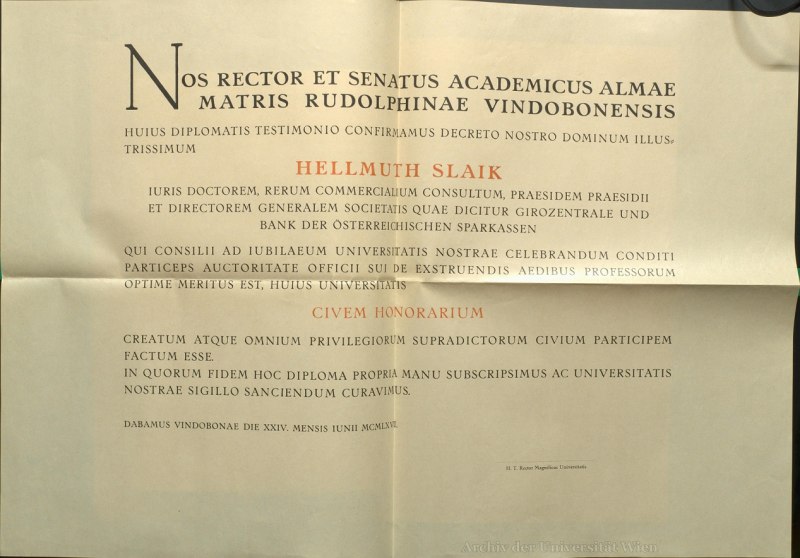 NOS RECTOR ET SENATUS ACADEMICUS ALMAE
MATRIS RUDOLPHINAE VINDOBONENSIS
HUIUS DIPLOMATIS TESTIMONIO CONFIRMAMUS DECRETO NOSTRO DOMINUM ILLUS=
TRISSIMUM
HELLMUTH SLAIK
IURIS DOCTOREM, RERUM COMMERCIALIUM CONSULTUM, PRAESIDEM PRAESIDII
ET DIRECTOREM GENERALEM SOCIETATIS QUAE DICITUR GIROZENTRALE UND
BANK DER ÖSTERREICHISCHEN SPARKASSEN
QUI CONSILII AD IUBILAEUM UNIVERSITATIS NOSTRAE CELEBRANDUM CONDITI
PARTICEPS AUCTORITATE OFFICII SUI DE EXSTRUENDIS AEDIBUS PROFESSORUM
OPTIME MERITUS EST, HUIUS UNIVERSITATIS
CIVEM HONORARIUM
CREATUM ATQUE OMNIUM PRIVILEGIORUM SUPRADICTORUM CIVIUM PARTICIPEM
FACTUM ESSE.
IN QUORUM FIDEM HOC DIPLOMA PROPRIA MANU SUBSCRIPSIMUS AC UNIVERSITATIS
NOSTRAE SIGILLO SANCIENDUM CURAVIMUS.
DABAMUS VINDOBONAE DIE XXIV. MENSIS IUNII
H. T. Rector Magnificus Universitatis
Archiv der Universität Wien